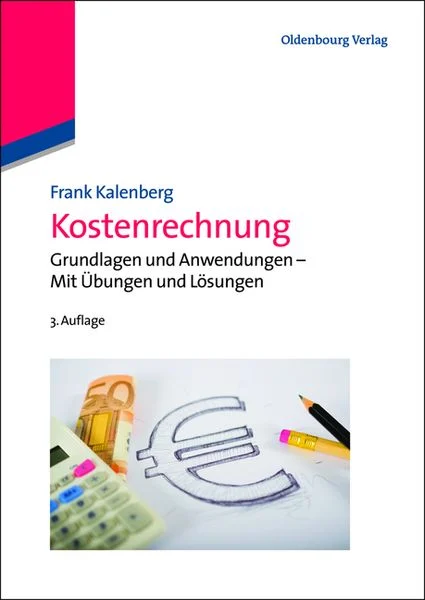 Oldenbourg Verlag
Frank Kalenberg
Kostenrechnung
Grundlagen und Anwendungen –
Mit Übungen und Lösungen
3. Auflage
50